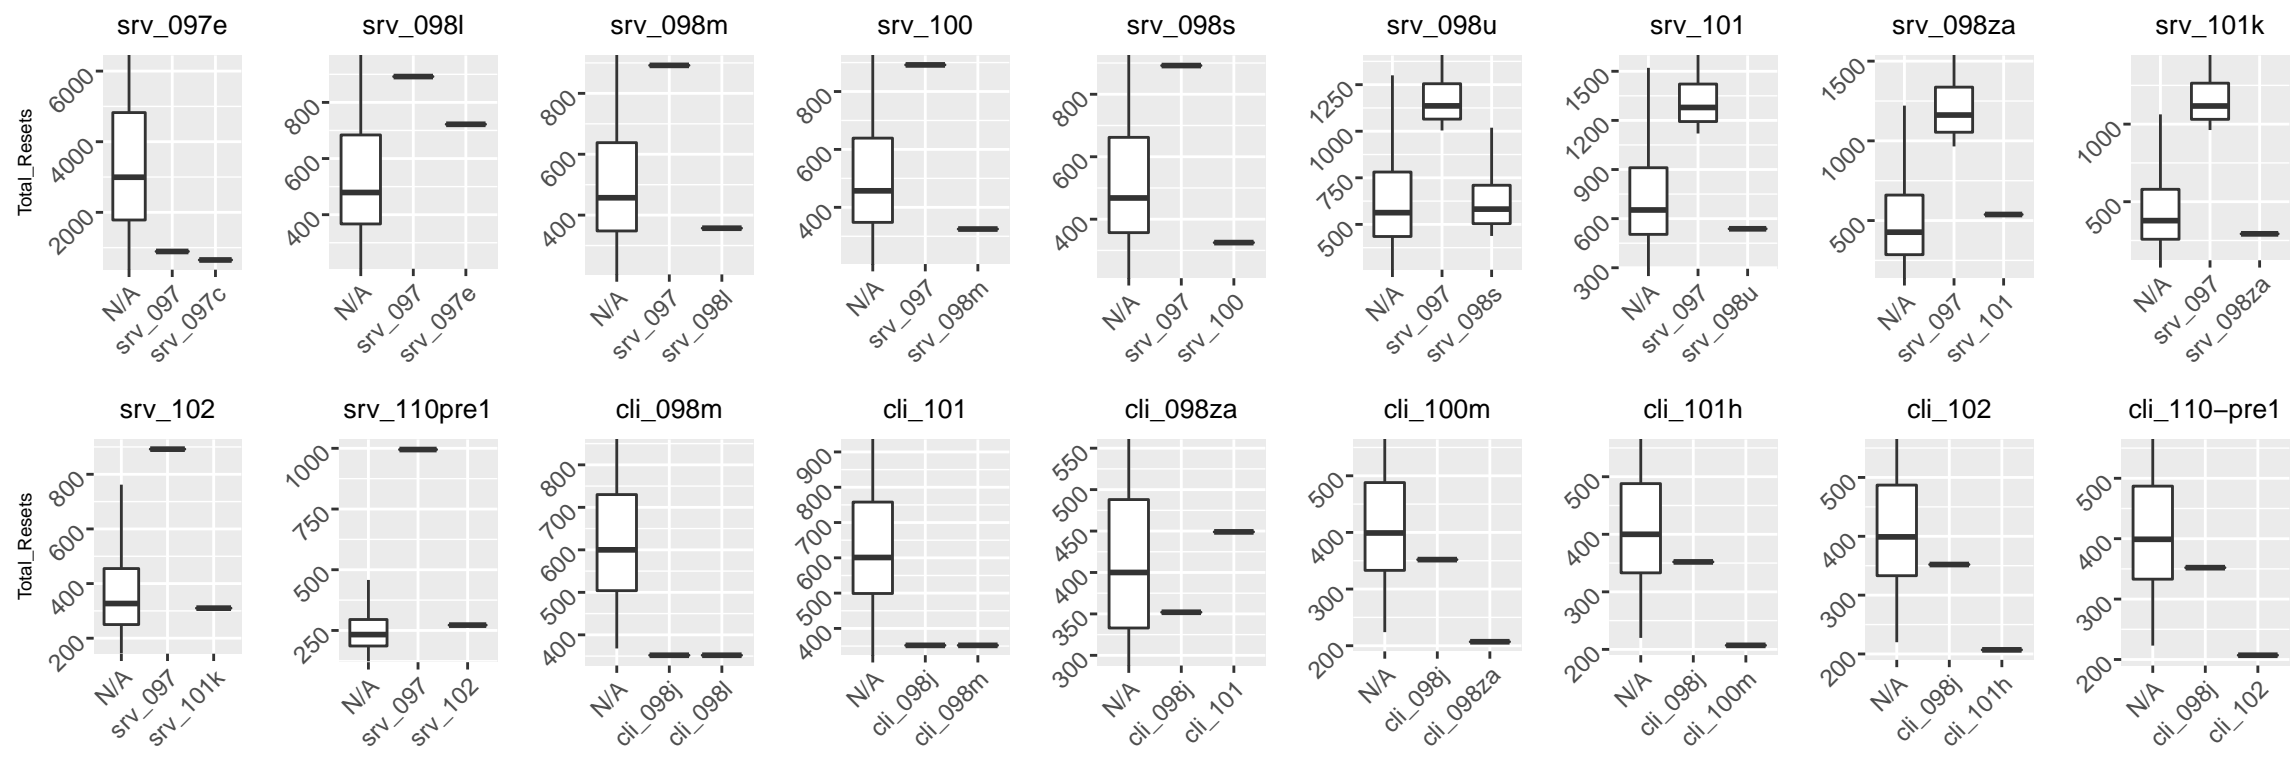 srv_097e srv_098l srv_098m srv_100 srv_098s srv_098u srv_101 srv_098za srv_101k
Total_Resets
6000 4000 2000
N/A srv_097 srv_097c
800 600 400
N/A srv_097 srv_097e
800 600 400
N/A srv_097 srv_098l
800 600 400
N/A srv_097 srv_098m
800 600 400
N/A srv_097 srv_100
1250 1000 750 500
N/A srv_097 srv_098s
1500 1200 900 600 300
N/A srv_097 srv_098u
1500 1000 500
N/A srv_097 srv_101
1000 500
N/A srv_097 srv_098za
srv_102 srv_110pre1 cli_098m cli_101 cli_098za cli_100m cli_101h cli_102 cli_110−pre1
Total_Resets
800 600 400 200
N/A srv_097 srv_101k
1000 750 500 250
N/A srv_097 srv_102
800 700 600 500 400
N/A cli_098j cli_098l
900 800 700 600 500 400
N/A cli_098j cli_098m
550 500 450 400 350 300
N/A cli_098j cli_101
500 400 300 200
N/A cli_098j cli_098za
500 400 300 200
N/A cli_098j cli_100m
500 400 300 200
N/A cli_098j cli_101h
500 400 300 200
N/A cli_098j cli_102